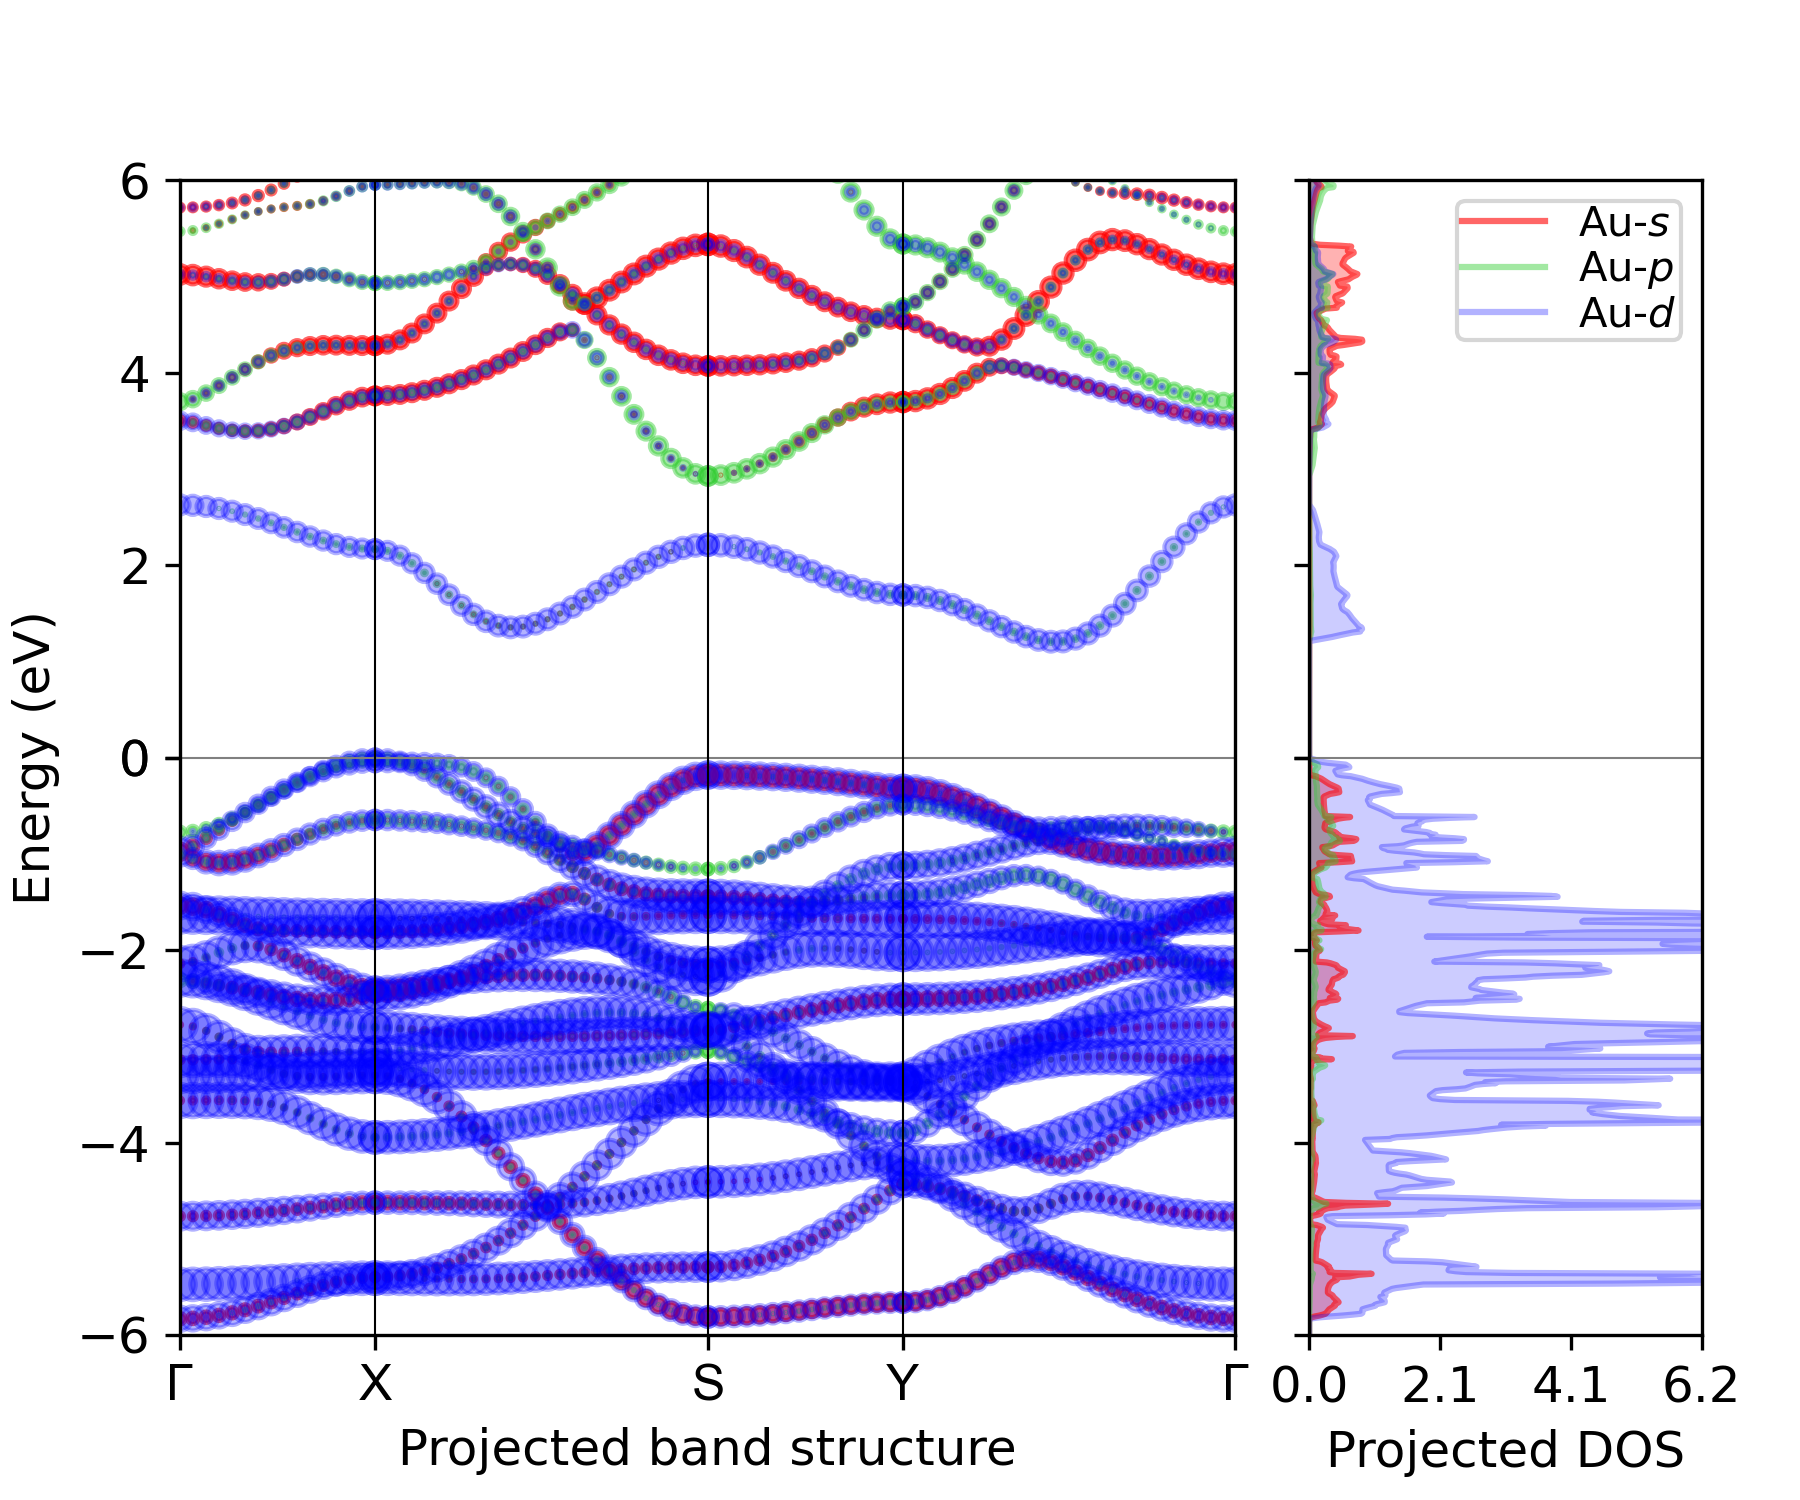 6
4
2
0
−2
−4
−6
Energy (eV)
Γ
X
S
Y
Γ
Projected band structure
Au-s
Au-p
Au-d
0.0
2.1
4.1
6.2
Projected DOS